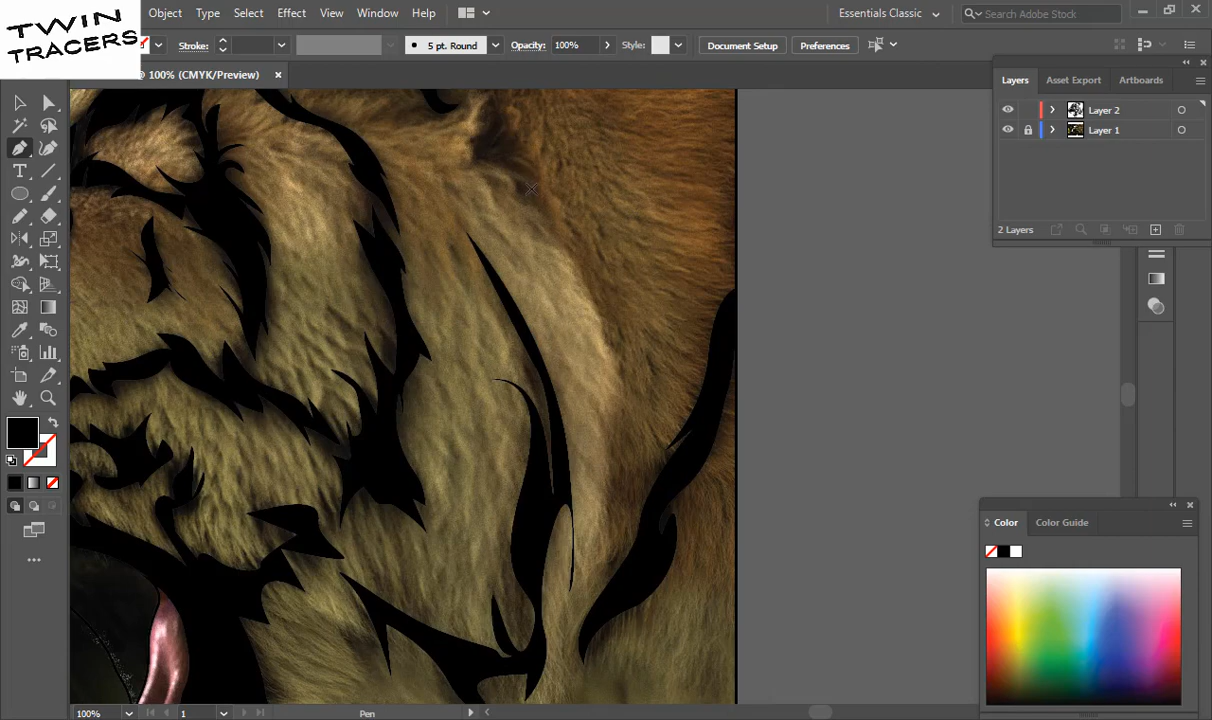 TWIN
TRACERS
Object Type Select Effect View Window Help
Essentials Classic
Search Adobe Stock
Stroke:
5 pt. Round
Opacity: 100%
Style:
Document Setup
Preferences
@ 100% (CMYK/Preview)
Layers Asset Export Artboards
Layer 2
Layer 1
2 Layers
Color Color Guide
100%
1
Pen